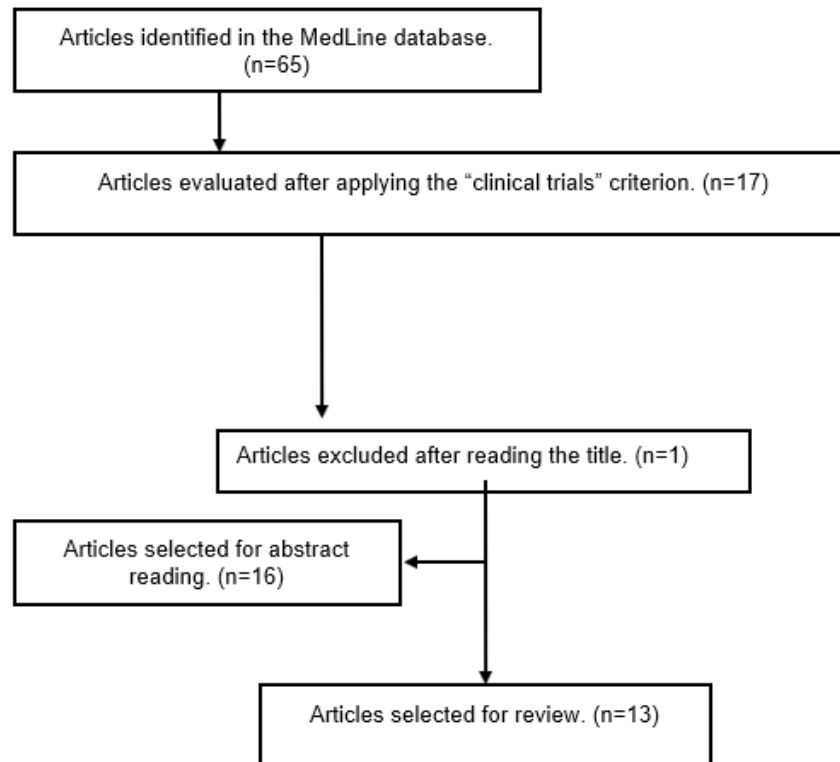 Articles identified in the MedLine database.
(n=65)
Articles evaluated after applying the “clinical trials” criterion. (n=17)
Articles excluded after reading the title. (n=1)
Articles selected for abstract
reading. (n=16)
Articles selected for review. (n=13)